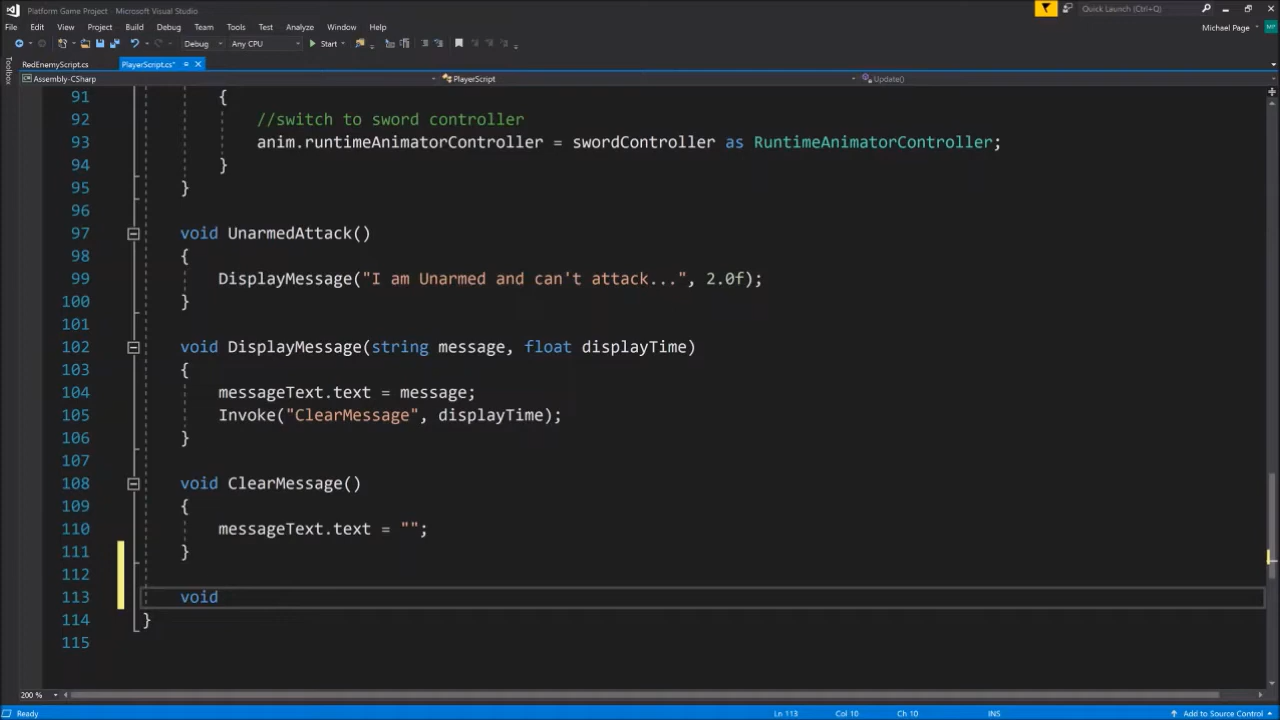 Platform Game Project - Microsoft Visual Studio
Quick Launch (Ctrl+Q)
File Edit View Project Build Debug Team Tools Test Analyze Window Help
Michael Page
MP
Debug Any CPU Start
Toolbox
RedEnemyScript.cs PlayerScript.cs*
Assembly-CSharp PlayerScript Update()
91 {
92 //switch to sword controller
93 anim.runtimeAnimatorController = swordController as RuntimeAnimatorController;
94 }
95 }
96
97 void UnarmedAttack()
98 {
99 DisplayMessage("I am Unarmed and can't attack...", 2.0f);
100 }
101
102 void DisplayMessage(string message, float displayTime)
103 {
104 messageText.text = message;
105 Invoke("ClearMessage", displayTime);
106 }
107
108 void ClearMessage()
109 {
110 messageText.text = "";
111 }
112
113 void
114 }
115
200 %
Ready Ln 113 Col 10 Ch 10 INS Add to Source Control